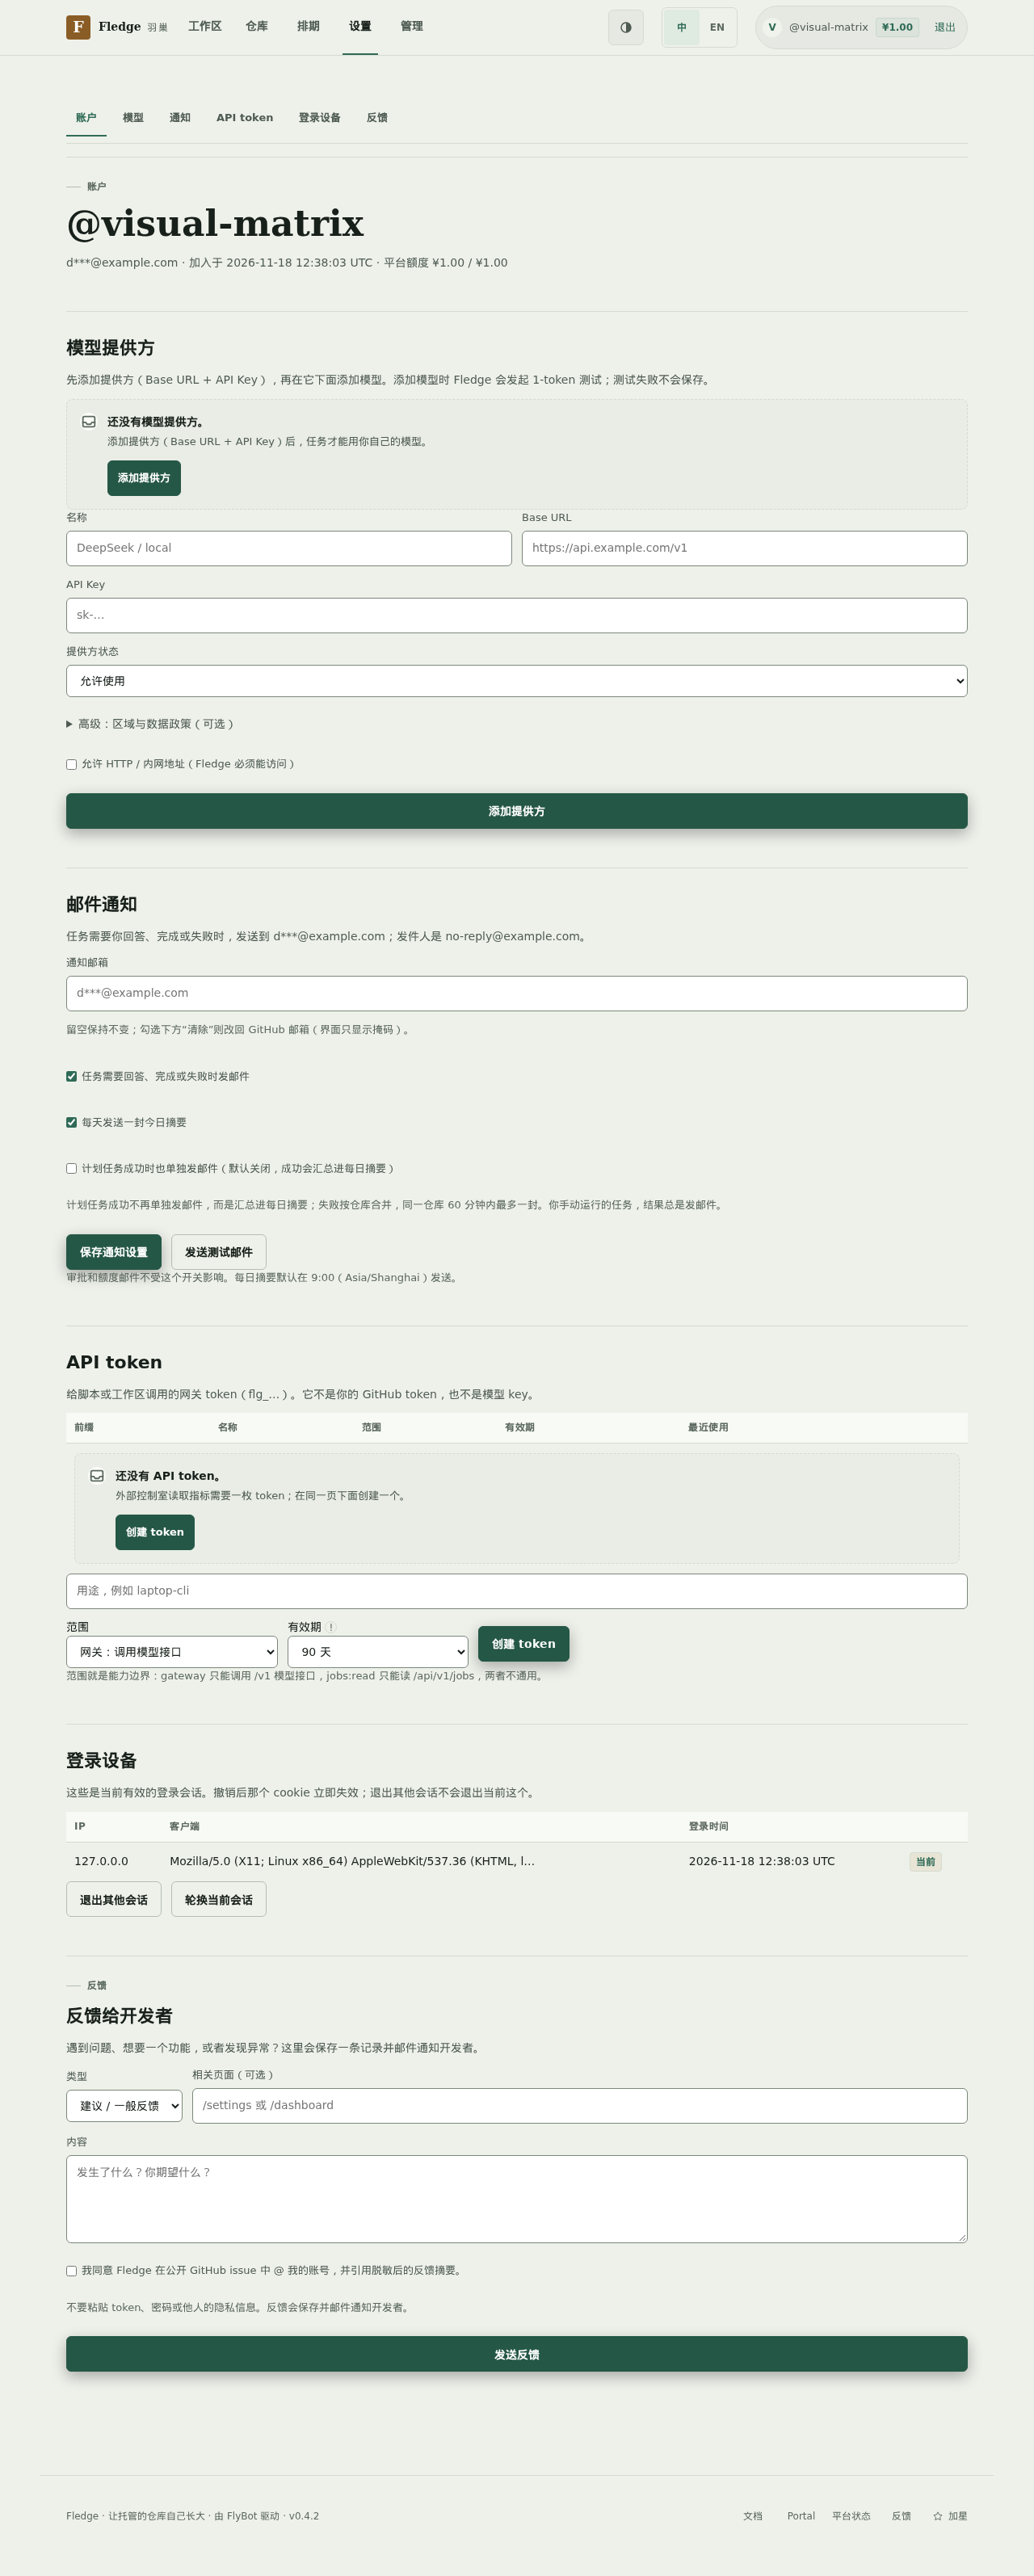 F Fledge 羽巢 工作区 仓库 排期 设置 管理 中 EN V @visual-matrix ¥1.00 退出
账户 模型 通知 API token 登录设备 反馈
账户
@visual-matrix
d***@example.com · 加入于 2026-11-18 12:38:03 UTC · 平台额度 ¥1.00 / ¥1.00
模型提供方
先添加提供方（Base URL + API Key），再在它下面添加模型。添加模型时 Fledge 会发起 1-token 测试；测试失败不会保存。
还没有模型提供方。
添加提供方（Base URL + API Key）后，任务才能用你自己的模型。
添加提供方
名称 Base URL
DeepSeek / local https://api.example.com/v1
API Key
sk-…
提供方状态
允许使用
高级：区域与数据政策（可选）
允许 HTTP / 内网地址（Fledge 必须能访问）
添加提供方
邮件通知
任务需要你回答、完成或失败时，发送到 d***@example.com；发件人是 no-reply@example.com。
通知邮箱
d***@example.com
留空保持不变；勾选下方“清除”则改回 GitHub 邮箱（界面只显示掩码）。
任务需要回答、完成或失败时发邮件
每天发送一封今日摘要
计划任务成功时也单独发邮件（默认关闭，成功会汇总进每日摘要）
计划任务成功不再单独发邮件，而是汇总进每日摘要；失败按仓库合并，同一仓库 60 分钟内最多一封。你手动运行的任务，结果总是发邮件。
保存通知设置 发送测试邮件
审批和额度邮件不受这个开关影响。每日摘要默认在 9:00（Asia/Shanghai）发送。
API token
给脚本或工作区调用的网关 token（flg_…）。它不是你的 GitHub token，也不是模型 key。
前缀 名称 范围 有效期 最近使用
还没有 API token。
外部控制室读取指标需要一枚 token；在同一页下面创建一个。
创建 token
用途，例如 laptop-cli
范围 有效期 !
网关：调用模型接口 90 天 创建 token
范围就是能力边界：gateway 只能调用 /v1 模型接口，jobs:read 只能读 /api/v1/jobs，两者不通用。
登录设备
这些是当前有效的登录会话。撤销后那个 cookie 立即失效；退出其他会话不会退出当前这个。
IP 客户端 登录时间
127.0.0.0 Mozilla/5.0 (X11; Linux x86_64) AppleWebKit/537.36 (KHTML, l… 2026-11-18 12:38:03 UTC 当前
退出其他会话 轮换当前会话
反馈
反馈给开发者
遇到问题、想要一个功能，或者发现异常？这里会保存一条记录并邮件通知开发者。
类型 相关页面（可选）
建议 / 一般反馈 /settings 或 /dashboard
内容
发生了什么？你期望什么？
我同意 Fledge 在公开 GitHub issue 中 @ 我的账号，并引用脱敏后的反馈摘要。
不要粘贴 token、密码或他人的隐私信息。反馈会保存并邮件通知开发者。
发送反馈
Fledge · 让托管的仓库自己长大 · 由 FlyBot 驱动 · v0.4.2 文档 Portal 平台状态 反馈 加星